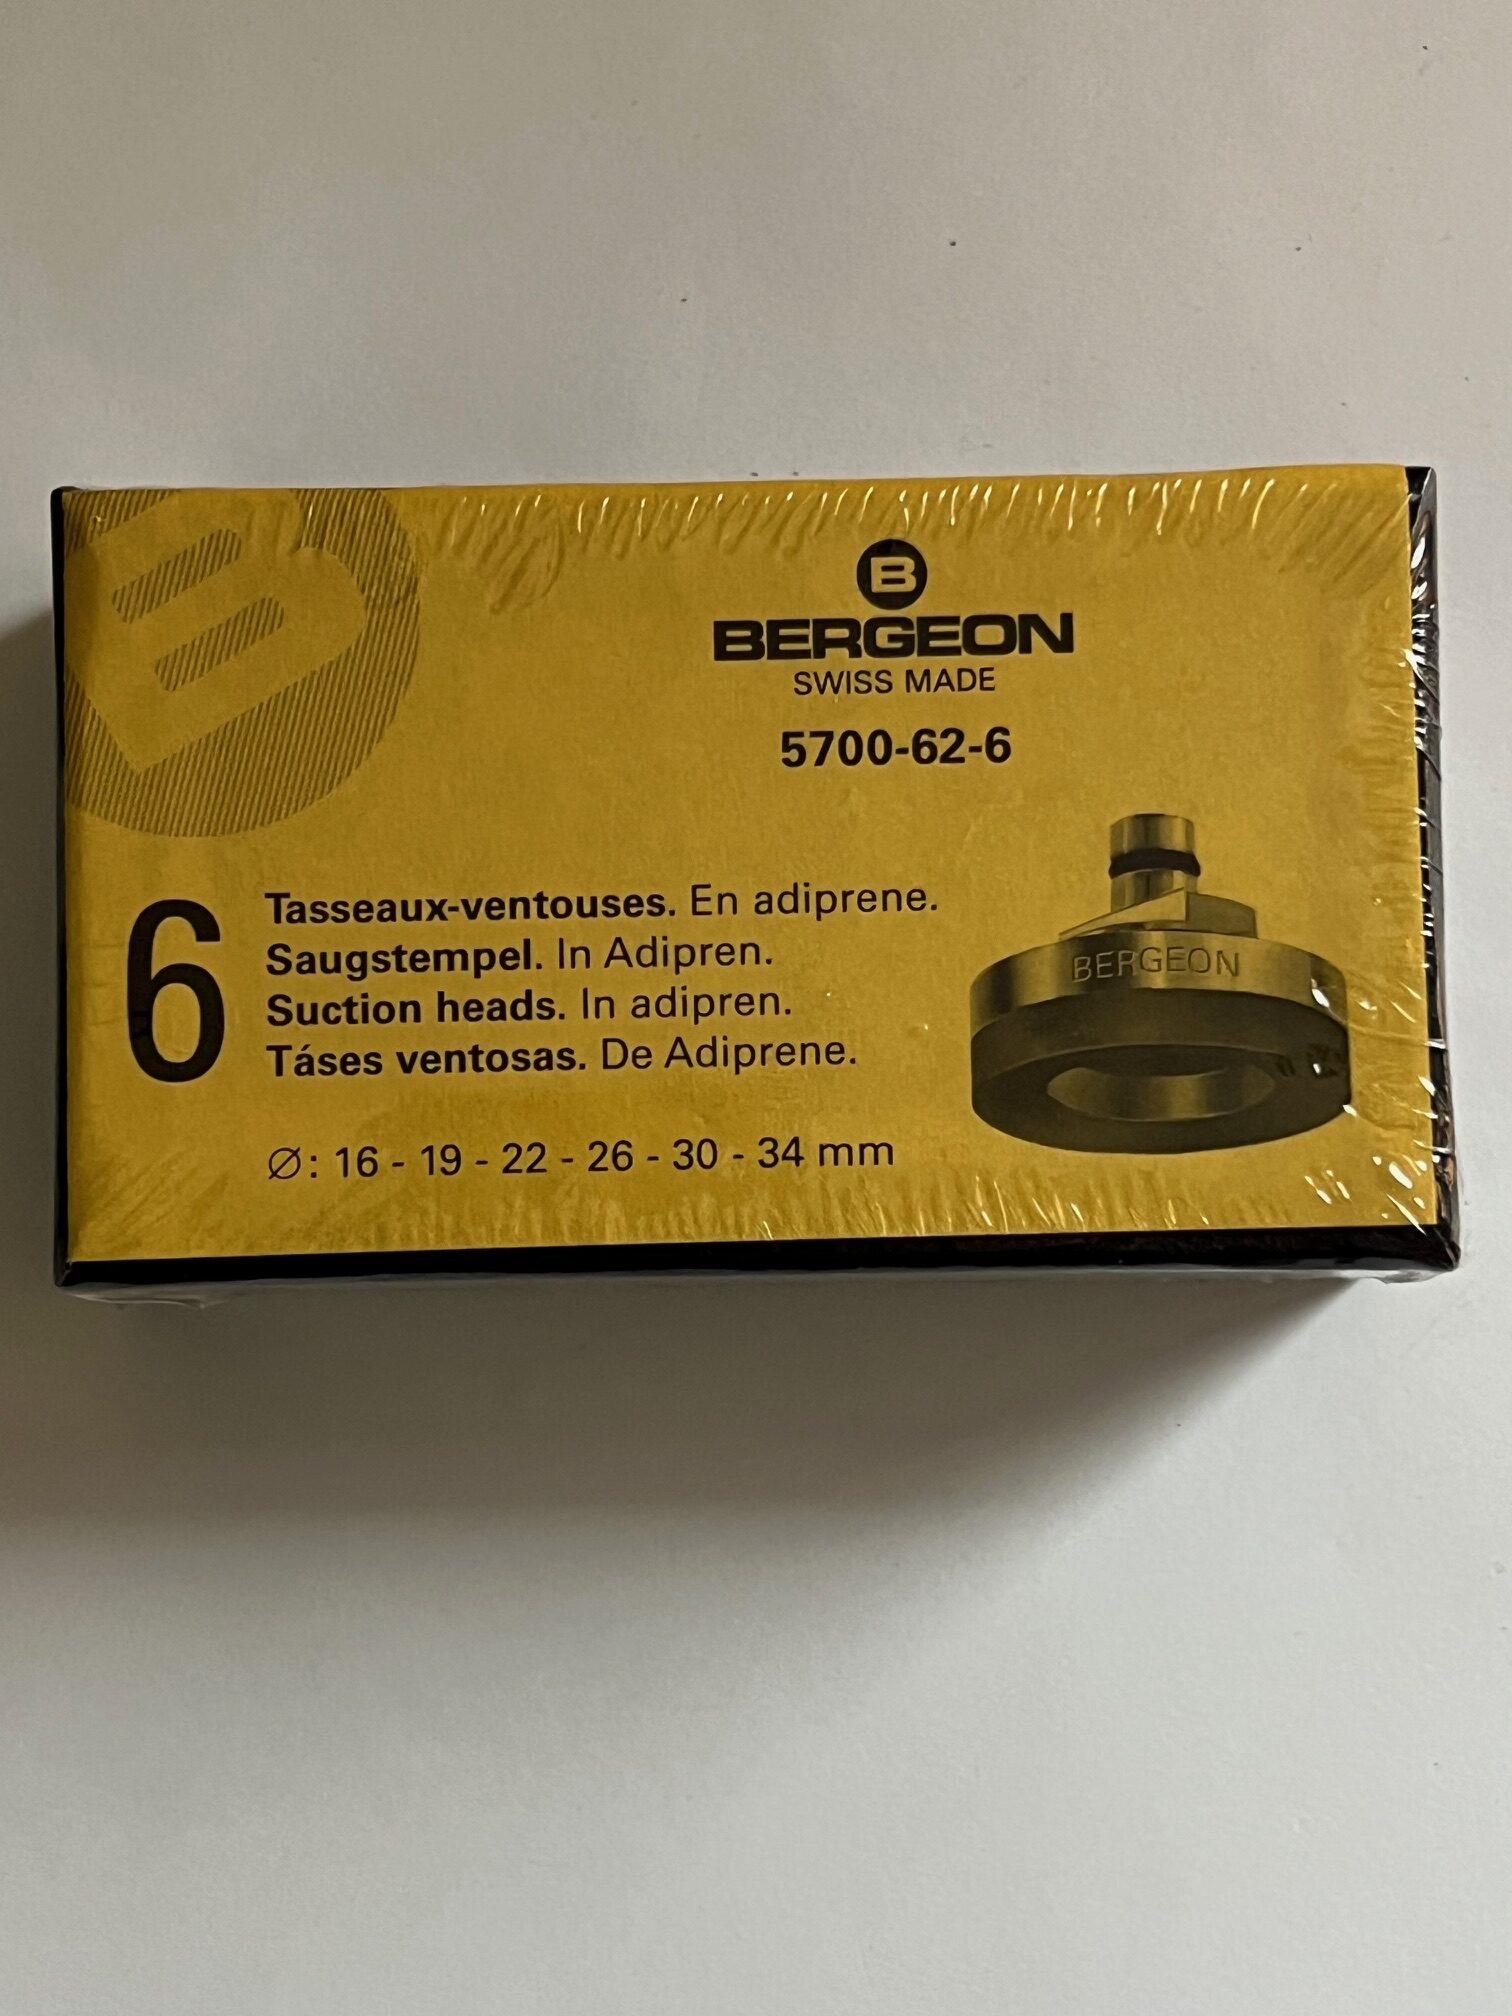 B
BERGEON
SWISS MADE
5700-62-6
6
Tasseaux-ventouses. En adiprene.
Saugstempel. In Adipren.
Suction heads. In adipren.
Táses ventosas. De Adiprene.
∅: 16 - 19 - 22 - 26 - 30 - 34 mm
BERGEON
B